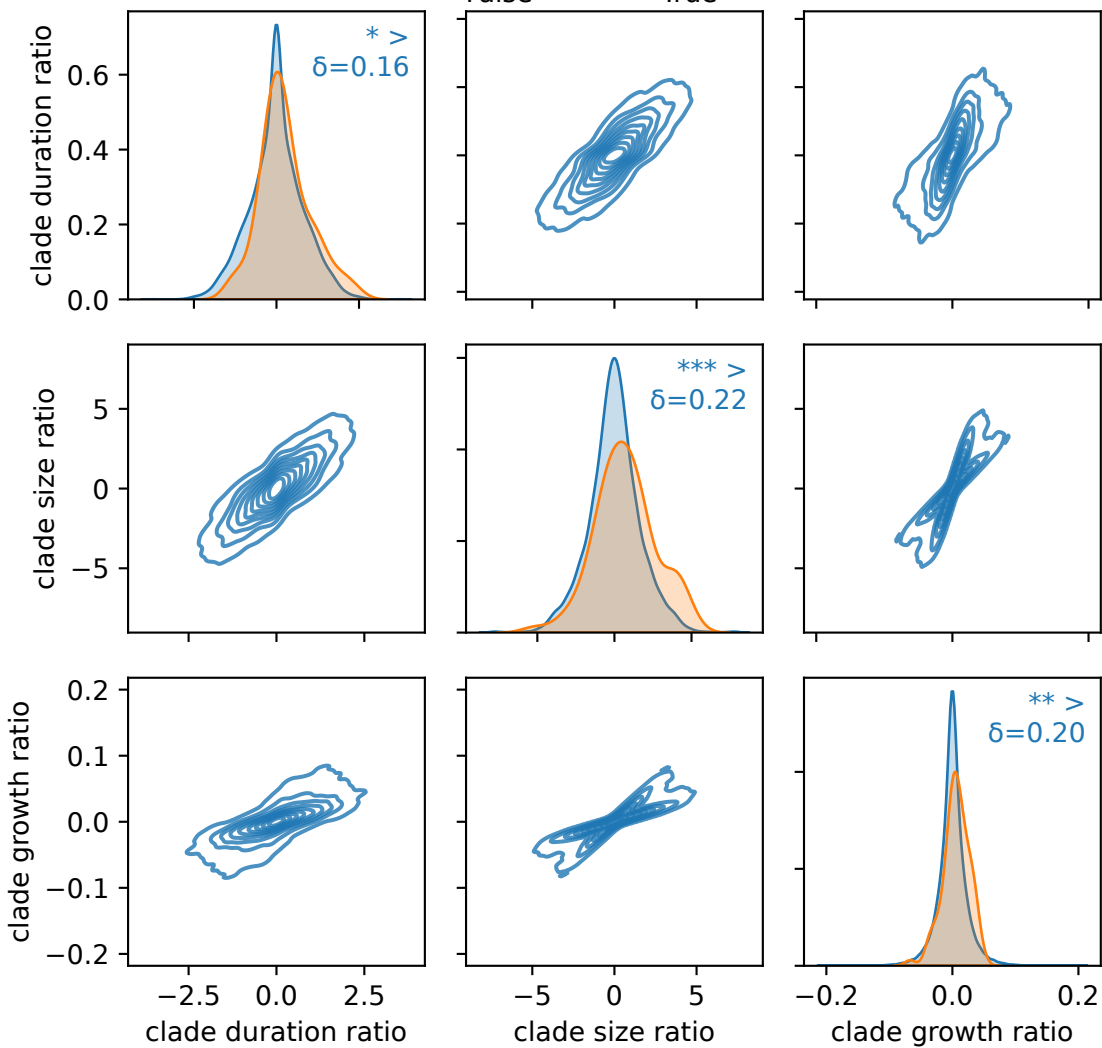 * >
δ=0.16
clade duration ratio
0.6
0.4
0.2
0.0
*** >
δ=0.22
clade size ratio
5
0
−5
** >
δ=0.20
clade growth ratio
0.2
0.1
0.0
−0.1
−0.2
−2.5 0.0 2.5 −5 0 5 −0.2 0.0 0.2
clade duration ratio clade size ratio clade growth ratio